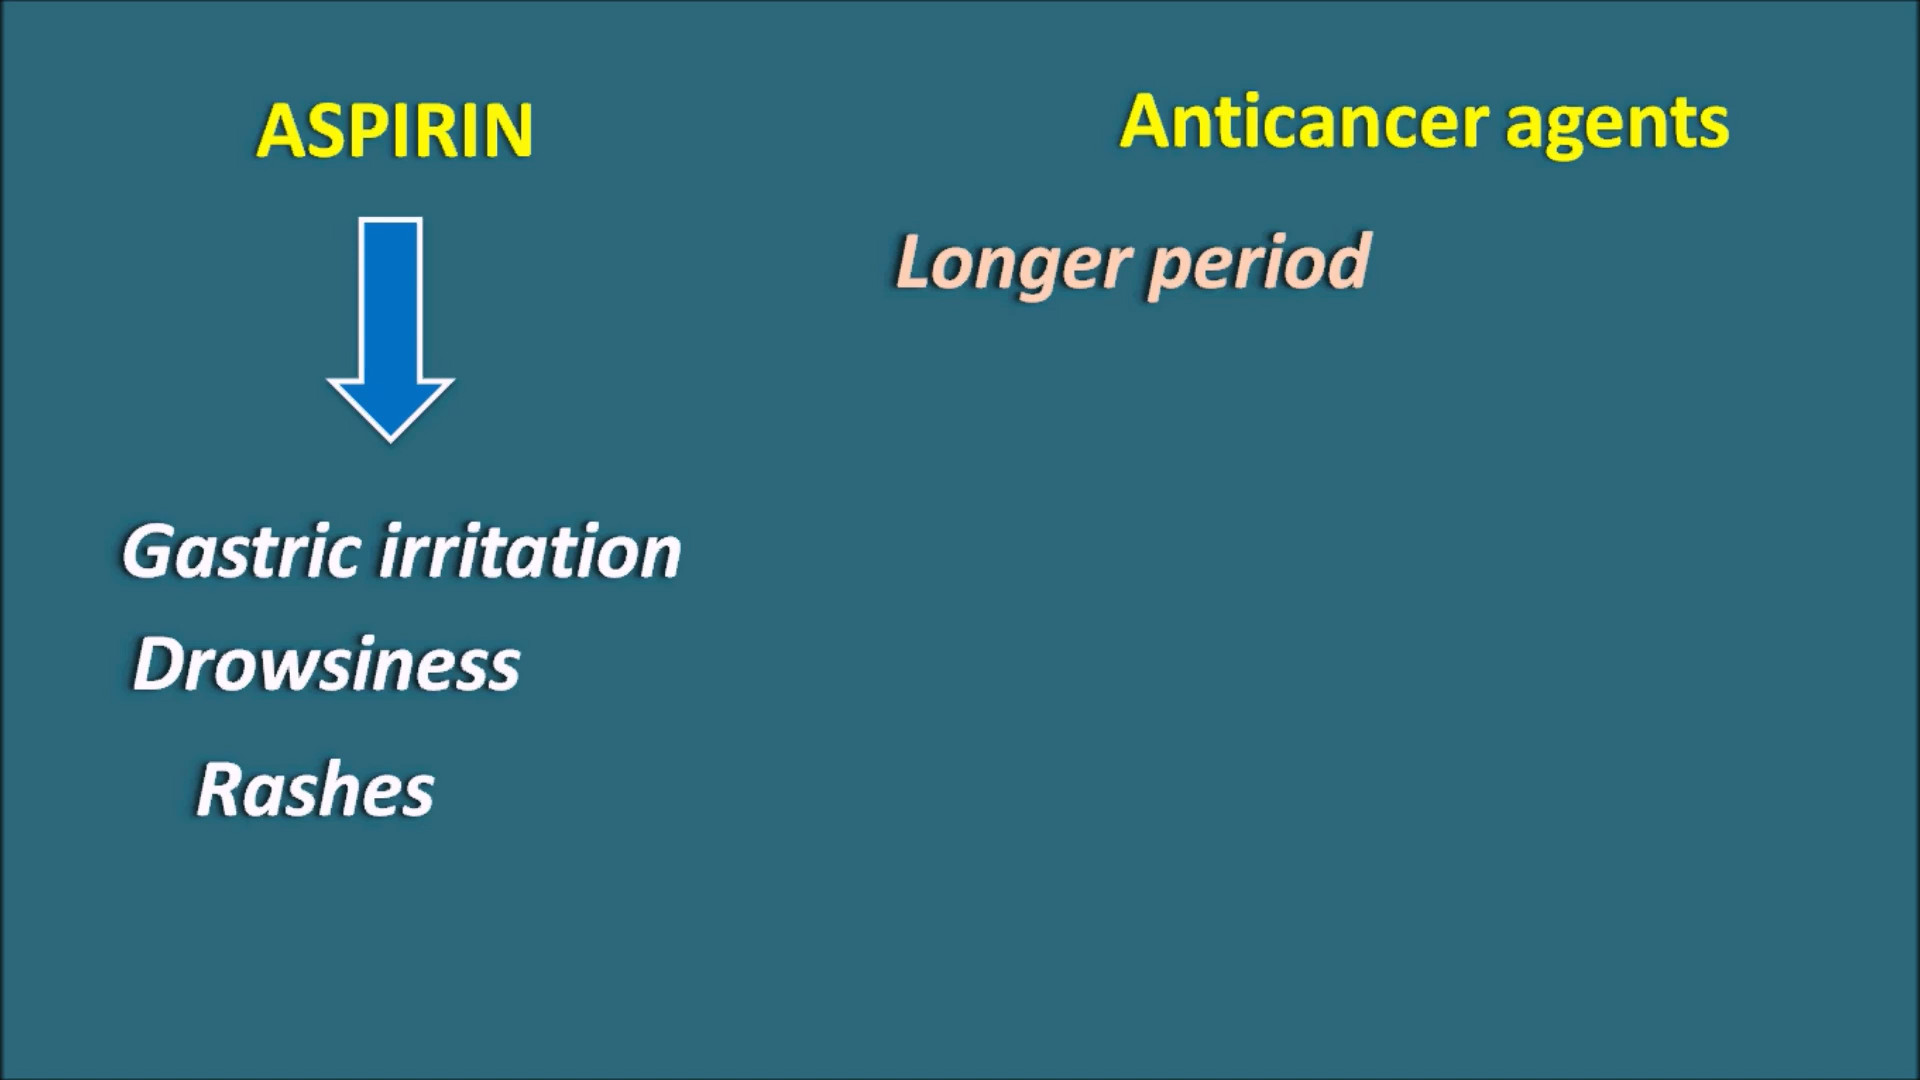 ASPIRIN
Anticancer agents
Longer period
Gastric irritation
Drowsiness
Rashes